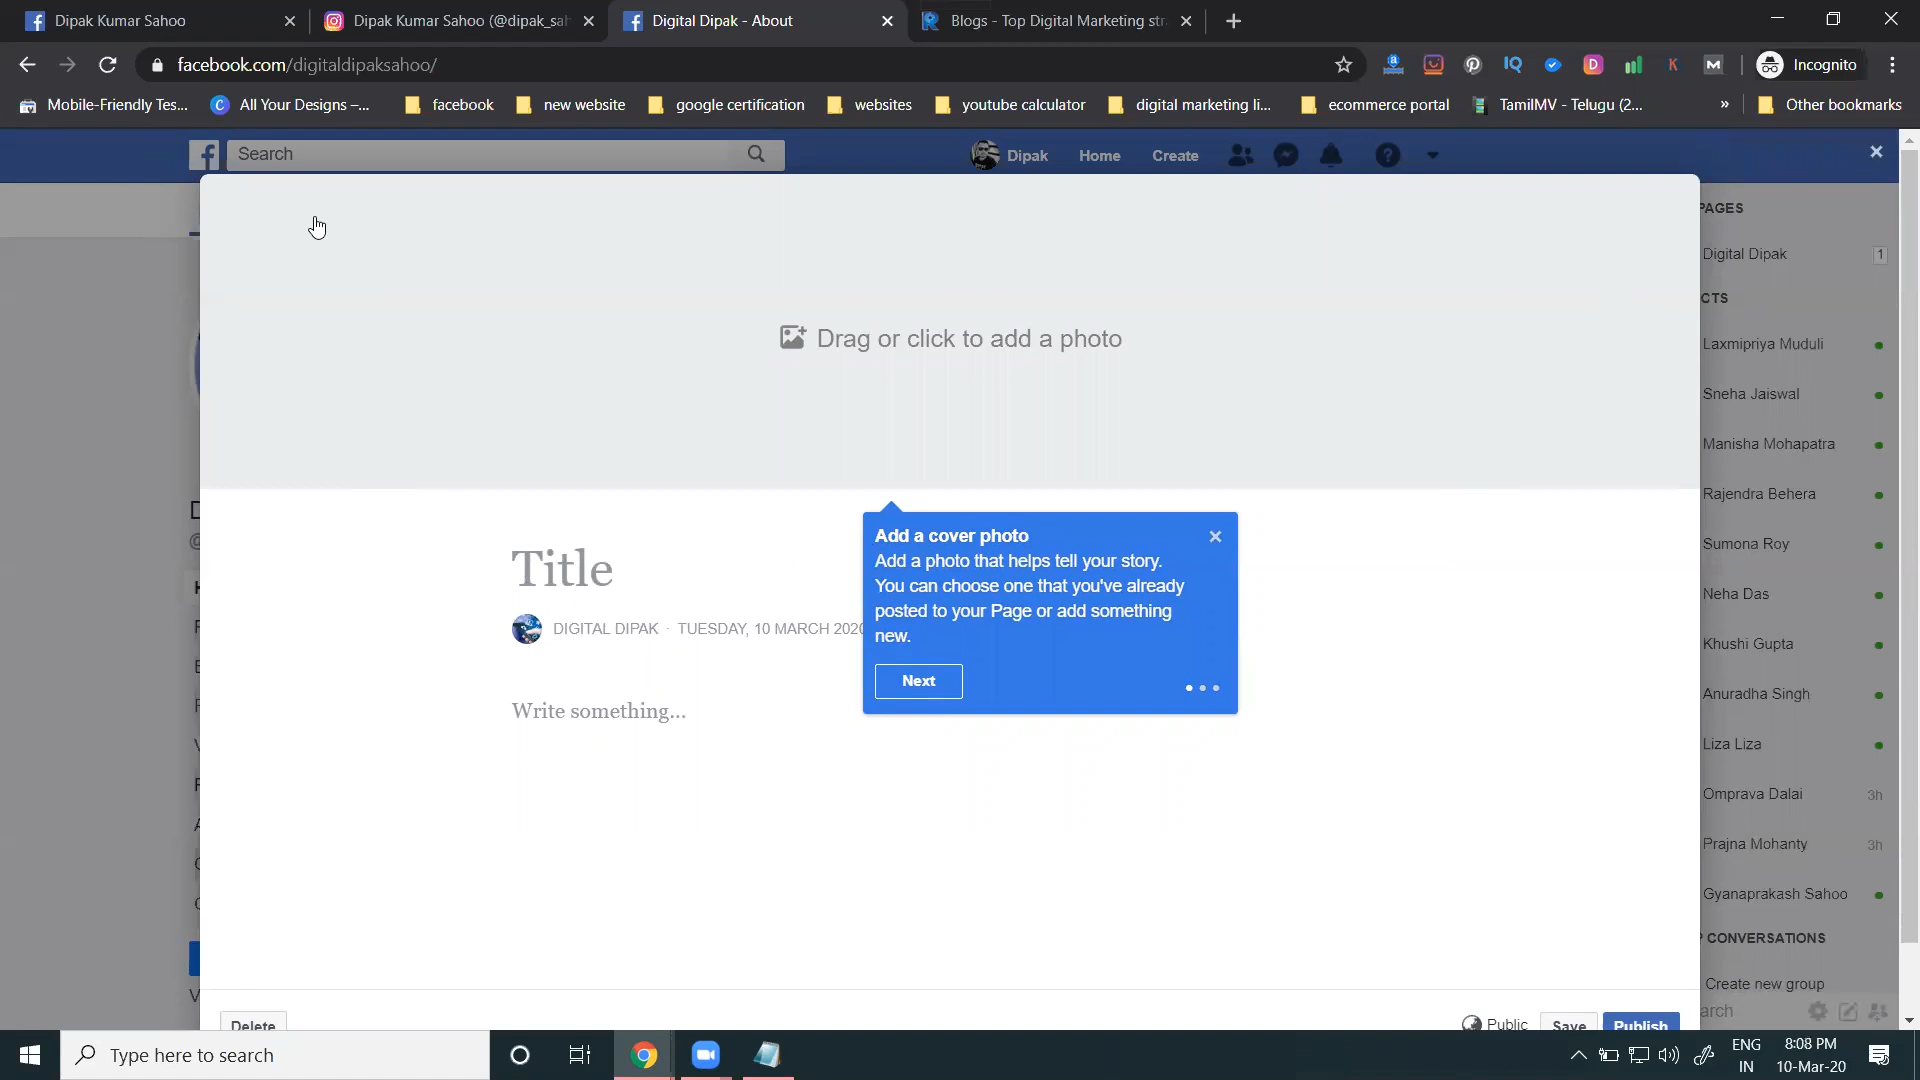 Dipak Kumar Sahoo
Dipak Kumar Sahoo (@dipak_sah
Digital Dipak - About
Blogs - Top Digital Marketing str
facebook.com/digitaldipaksahoo/
IQ
D
K
M
Incognito
Mobile-Friendly Tes...
All Your Designs –...
facebook
new website
google certification
websites
youtube calculator
digital marketing li...
ecommerce portal
TamilMV - Telugu (2...
»
Other bookmarks
Search
Dipak
Home
Create
PAGES
Digital Dipak
1
CTS
Laxmipriya Muduli
Sneha Jaiswal
Manisha Mohapatra
Rajendra Behera
Sumona Roy
Neha Das
Khushi Gupta
Anuradha Singh
Liza Liza
Omprava Dalai 3h
Prajna Mohanty 3h
Gyanaprakash Sahoo
CONVERSATIONS
Create new group
arch
Drag or click to add a photo
Title
DIGITAL DIPAK · TUESDAY, 10 MARCH 2020
Write something...
Add a cover photo
Add a photo that helps tell your story.
You can choose one that you've already
posted to your Page or add something
new.
Next
Delete
Public
Save
Publish
Type here to search
ENG
IN
8:08 PM
10-Mar-20